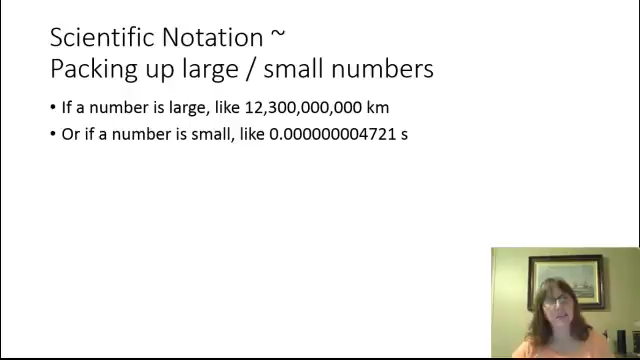 Scientific Notation ~
Packing up large / small numbers
• If a number is large, like 12,300,000,000 km
• Or if a number is small, like 0.000000004721 s